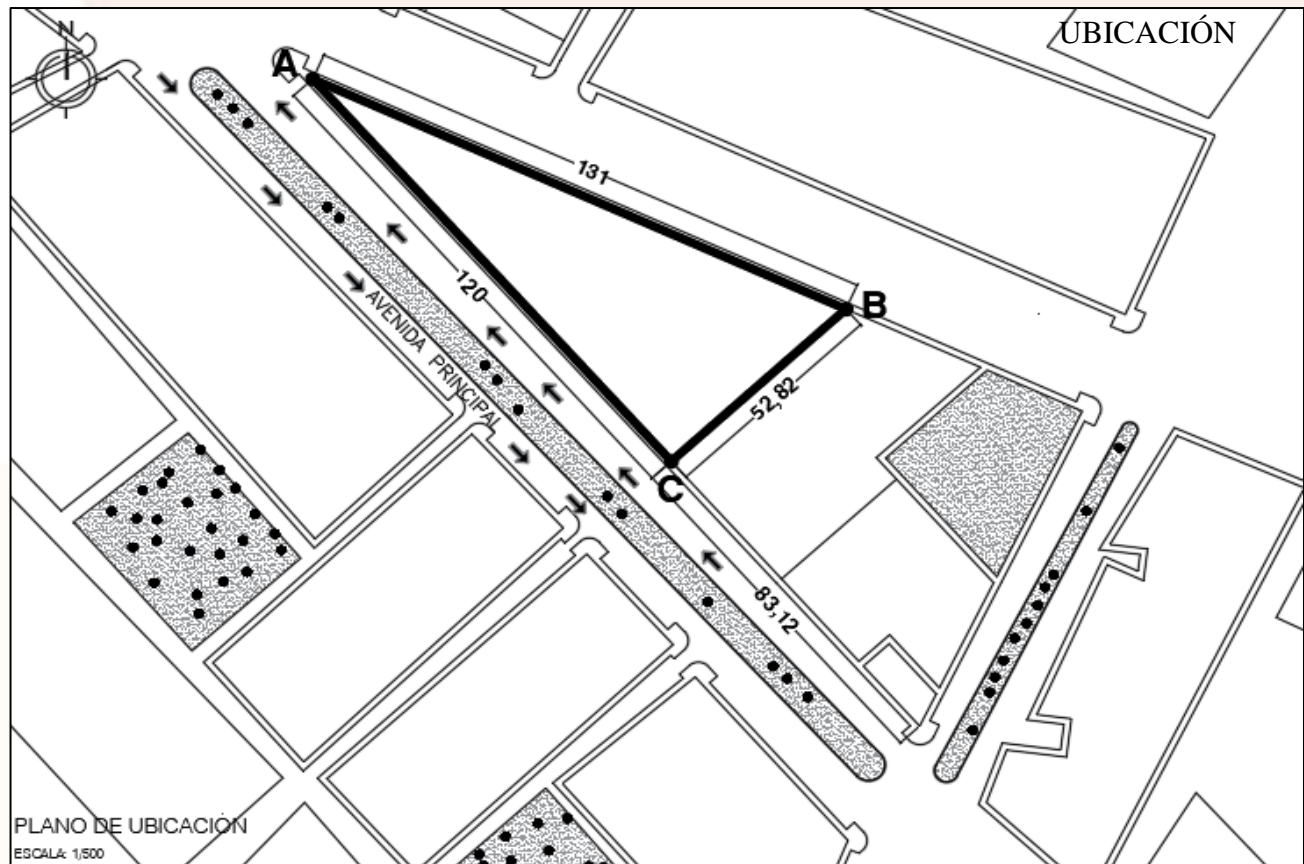 UBICACIÓN
N
A
131
120
B
AVENIDA PRINCIPAL
52,82
C
83,12
PLANO DE UBICACIÓN
ESCALA: 1/500